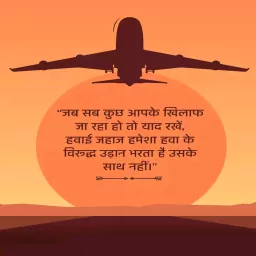 “जब सब कुछ आपके खिलाफ
जा रहा हो तो याद रखें,
हवाई जहाज हमेशा हवा के
विरुद्ध उड़ान भरता है उसके
साथ नहीं।”